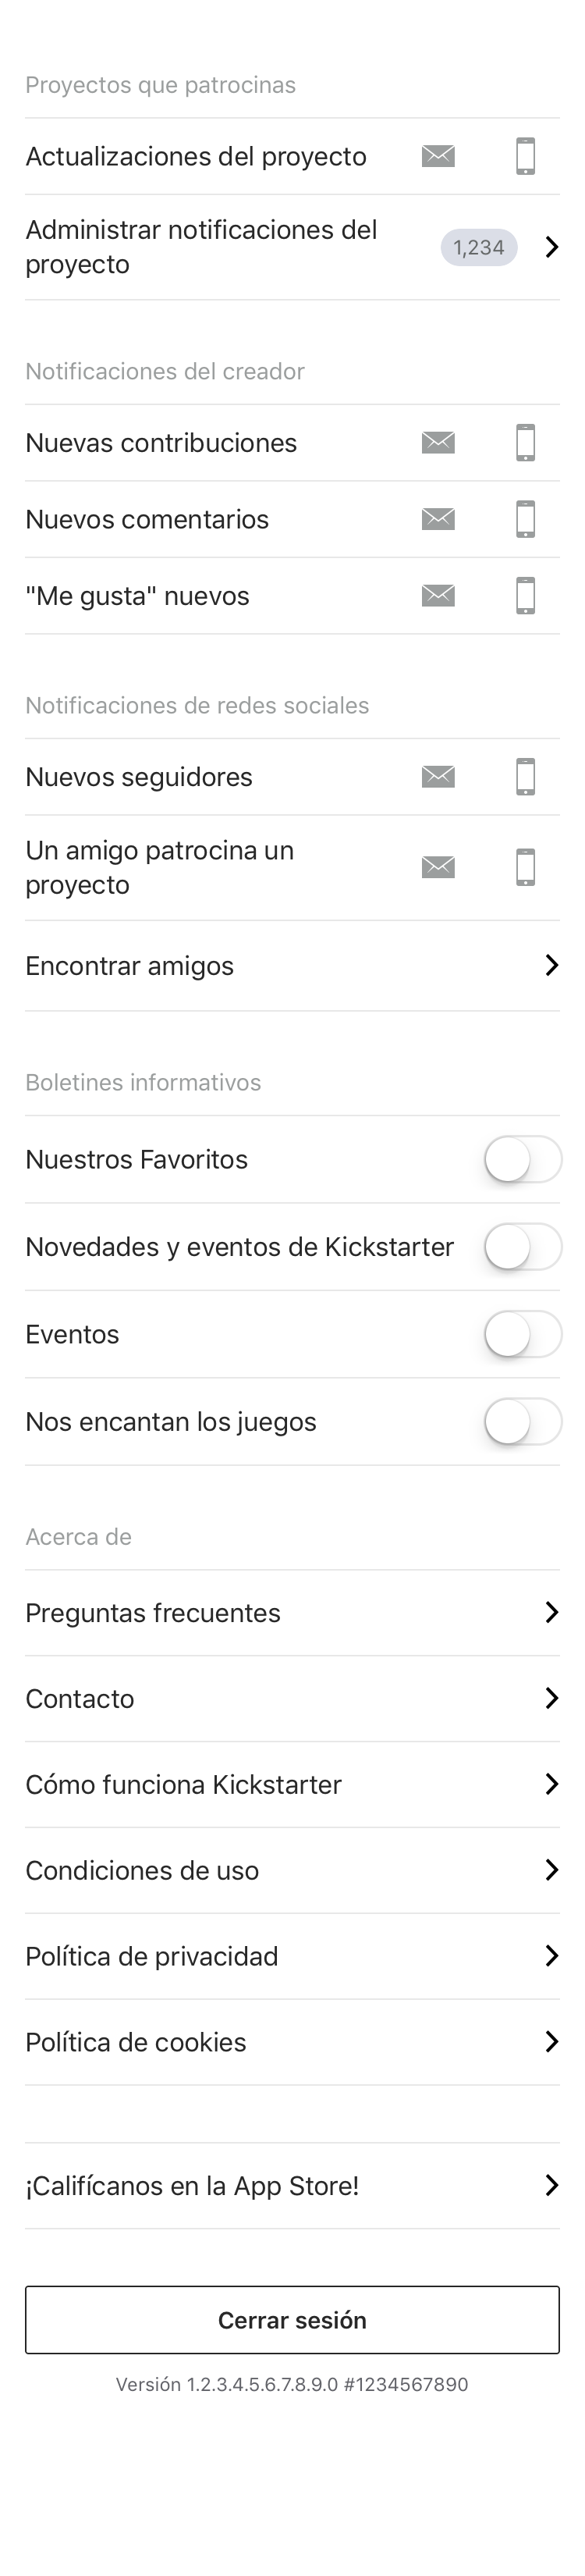 Proyectos que patrocinas
Actualizaciones del proyecto
Administrar notificaciones del
proyecto
1,234
Notificaciones del creador
Nuevas contribuciones
Nuevos comentarios
"Me gusta" nuevos
Notificaciones de redes sociales
Nuevos seguidores
Un amigo patrocina un
proyecto
Encontrar amigos
Boletines informativos
Nuestros Favoritos
Novedades y eventos de Kickstarter
Eventos
Nos encantan los juegos
Acerca de
Preguntas frecuentes
Contacto
Cómo funciona Kickstarter
Condiciones de uso
Política de privacidad
Política de cookies
¡Califícanos en la App Store!
Cerrar sesión
Versión 1.2.3.4.5.6.7.8.9.0 #1234567890